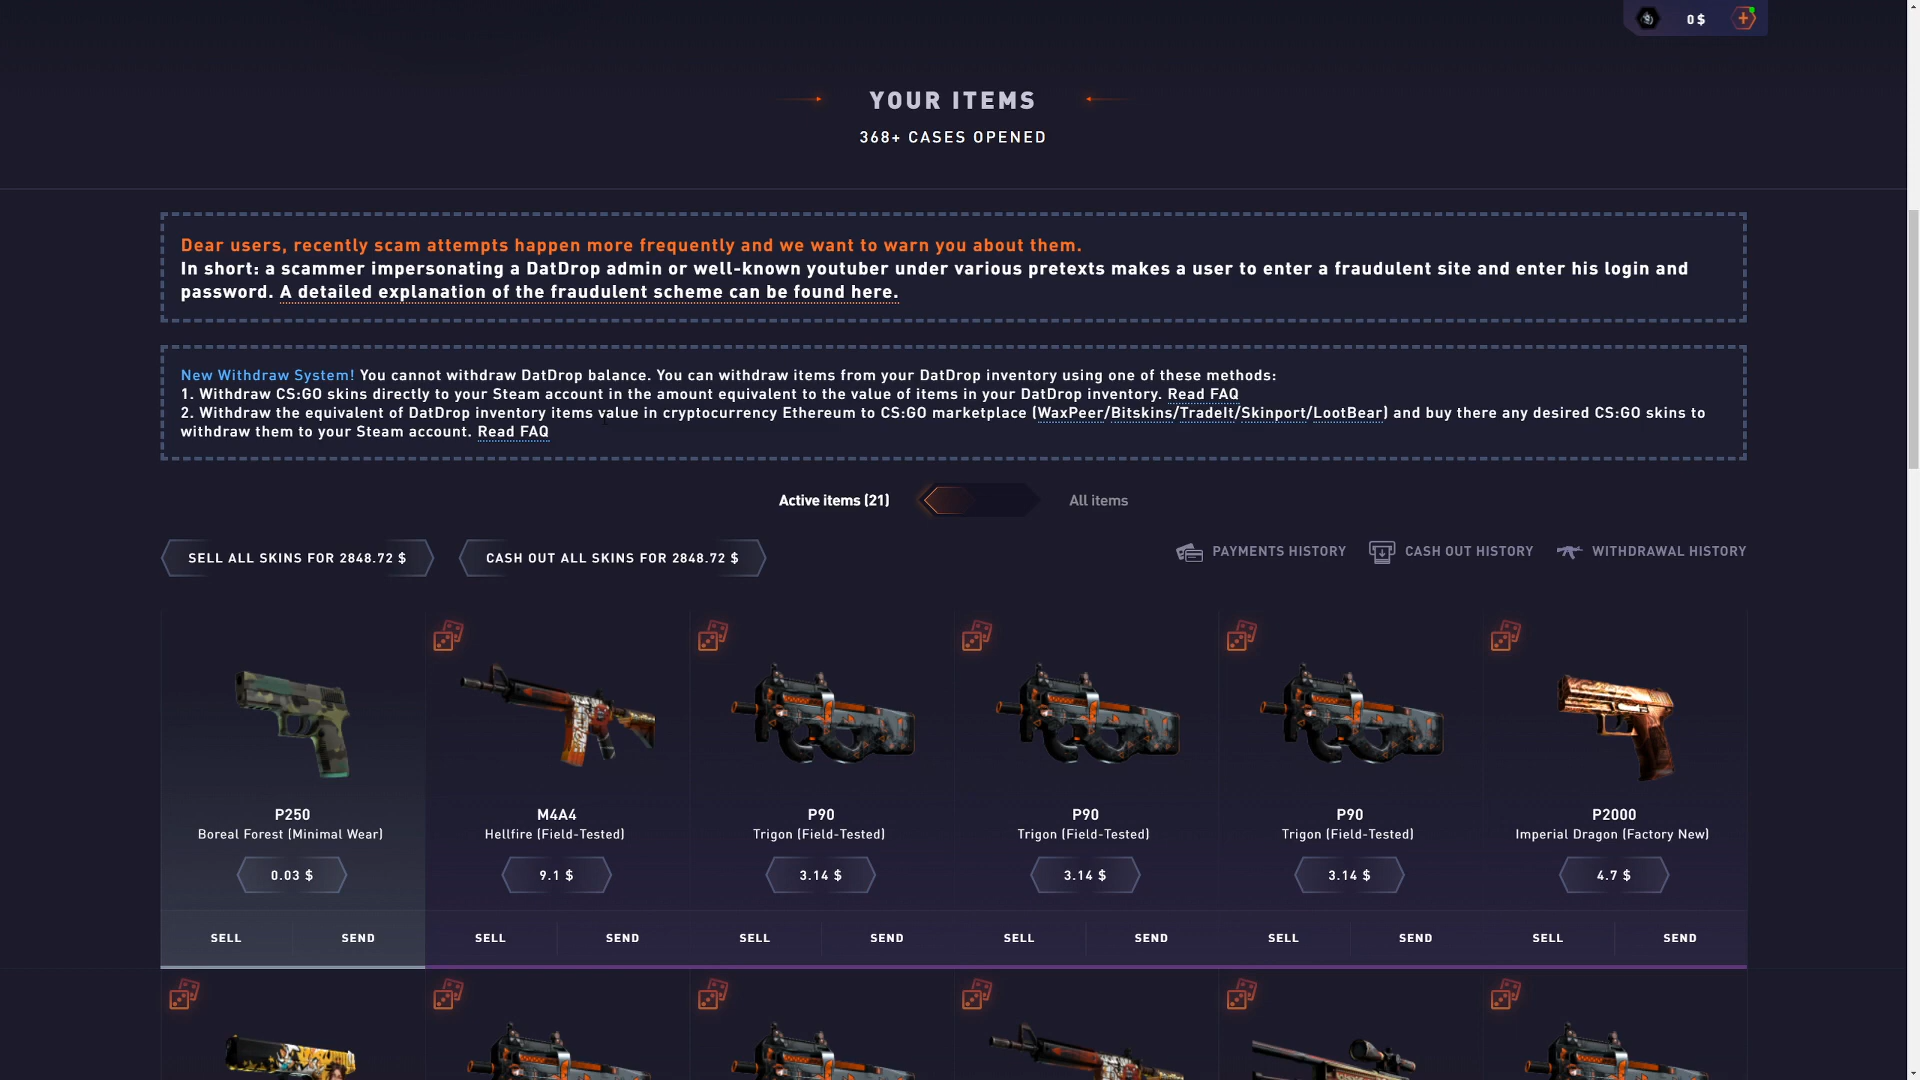 0 $
YOUR ITEMS
368+ CASES OPENED
Dear users, recently scam attempts happen more frequently and we want to warn you about them.
In short: a scammer impersonating a DatDrop admin or well-known youtuber under various pretexts makes a user to enter a fraudulent site and enter his login and
password. A detailed explanation of the fraudulent scheme can be found here.
New Withdraw System! You cannot withdraw DatDrop balance. You can withdraw items from your DatDrop inventory using one of these methods:
1. Withdraw CS:GO skins directly to your Steam account in the amount equivalent to the value of items in your DatDrop inventory. Read FAQ
2. Withdraw the equivalent of DatDrop inventory items value in cryptocurrency Ethereum to CS:GO marketplace (WaxPeer/Bitskins/TradeIt/Skinport/LootBear) and buy there any desired CS:GO skins to
withdraw them to your Steam account. Read FAQ
Active items (21) All items
SELL ALL SKINS FOR 2848.72 $ CASH OUT ALL SKINS FOR 2848.72 $ PAYMENTS HISTORY CASH OUT HISTORY WITHDRAWAL HISTORY
P250 M4A4 P90 P90 P90 P2000
Boreal Forest (Minimal Wear) Hellfire (Field-Tested) Trigon (Field-Tested) Trigon (Field-Tested) Trigon (Field-Tested) Imperial Dragon (Factory New)
0.03 $ 9.1 $ 3.14 $ 3.14 $ 3.14 $ 4.7 $
SELL SEND SELL SEND SELL SEND SELL SEND SELL SEND SELL SEND